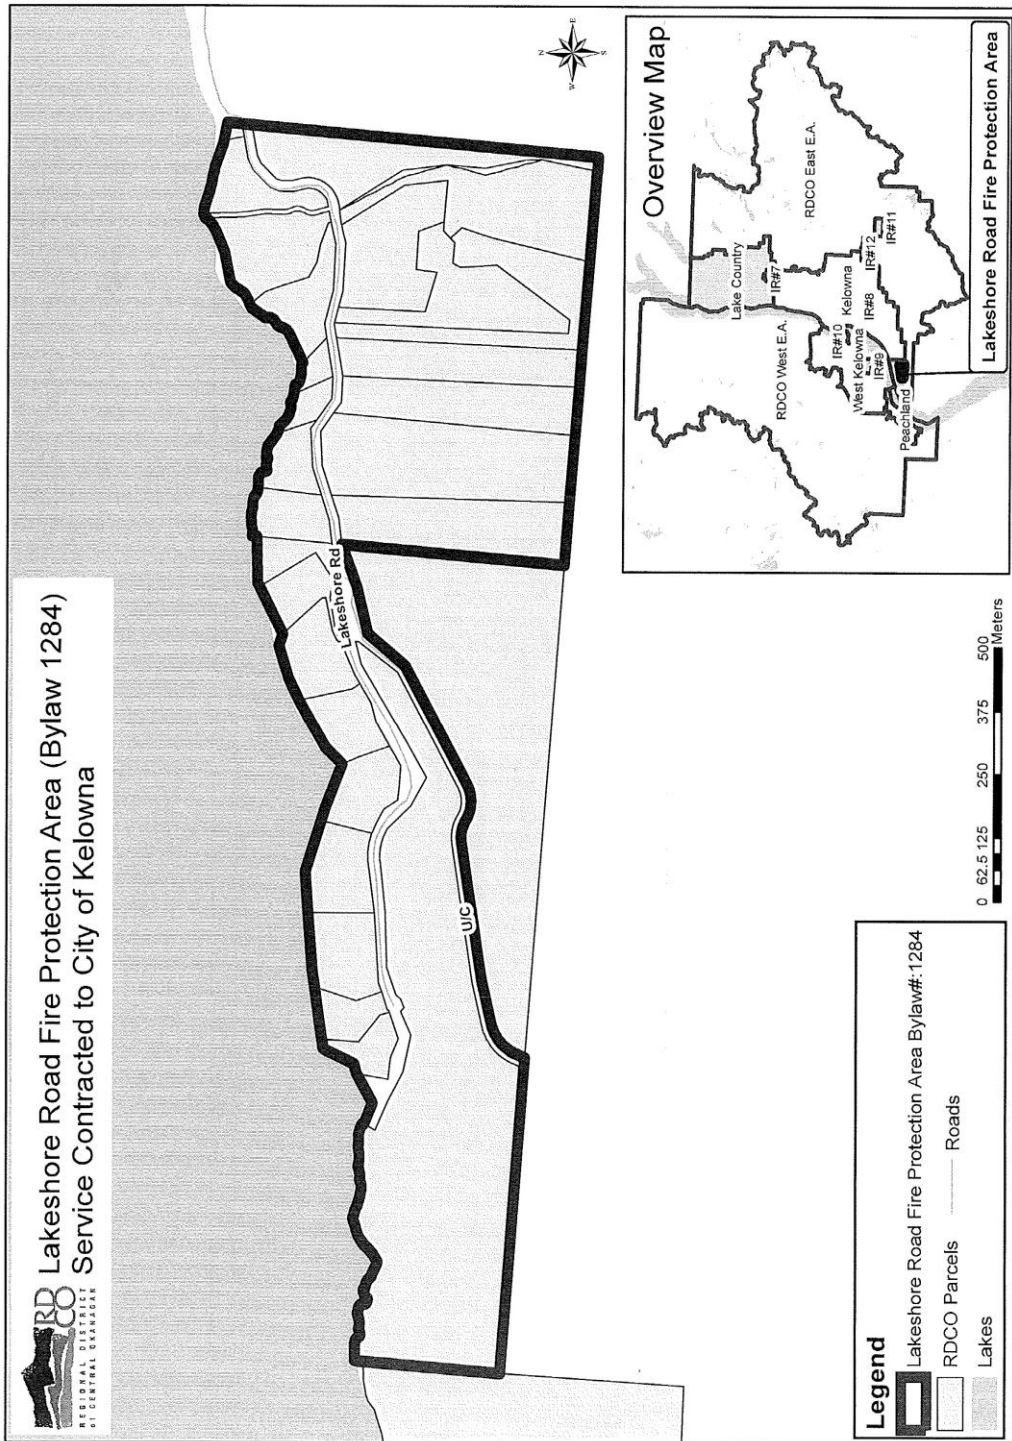 RD
CO
REGIONAL DISTRICT
of CENTRAL OKANAGAN
Lakeshore Road Fire Protection Area (Bylaw 1284)
Service Contracted to City of Kelowna
N
E
S
W
Lakeshore Rd
U/C
Overview Map
Lake Country
IR#7
RDCO East E.A.
RDCO West E.A.
IR#10
Kelowna
IR#12
IR#11
West Kelowna
IR#8
IR#9
Peachland
Lakeshore Road Fire Protection Area
Legend
Lakeshore Road Fire Protection Area Bylaw#:1284
RDCO Parcels
Roads
Lakes
0 62.5 125 250 375 500
Meters